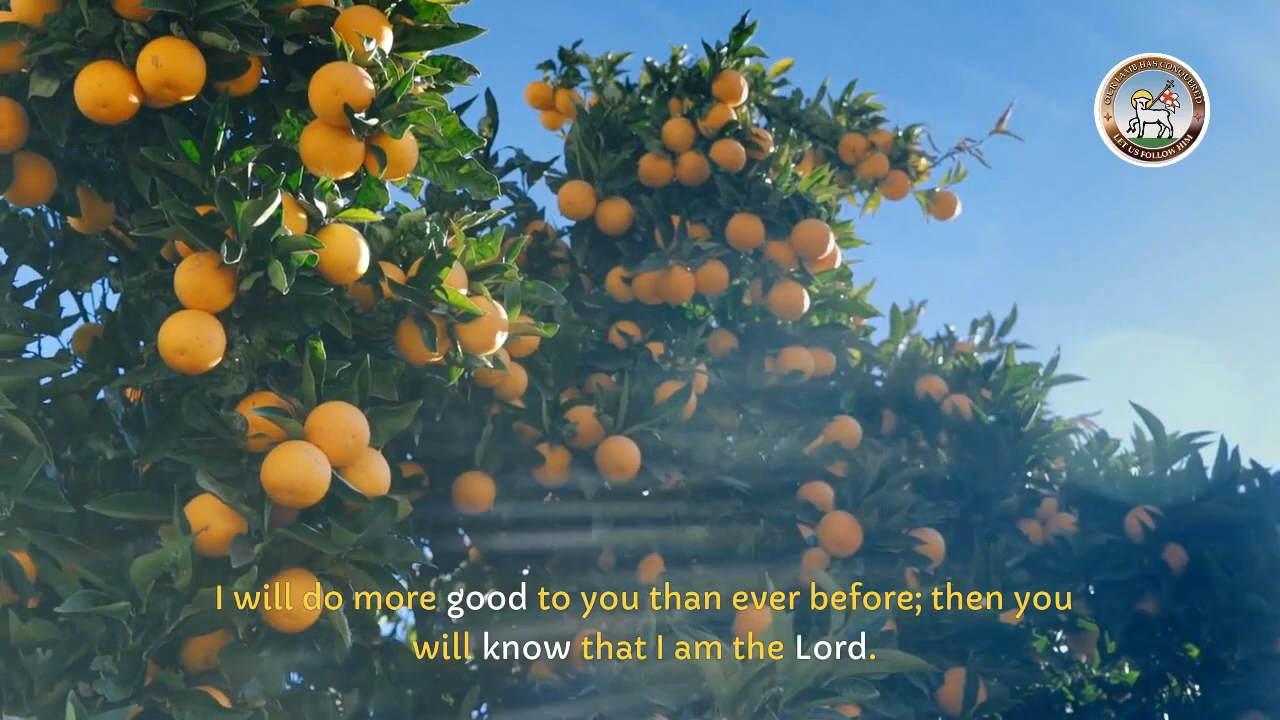 OUR LAMB HAS CONQUERED
LET US FOLLOW HIM
I will do more good to you than ever before; then you
will know that I am the Lord.